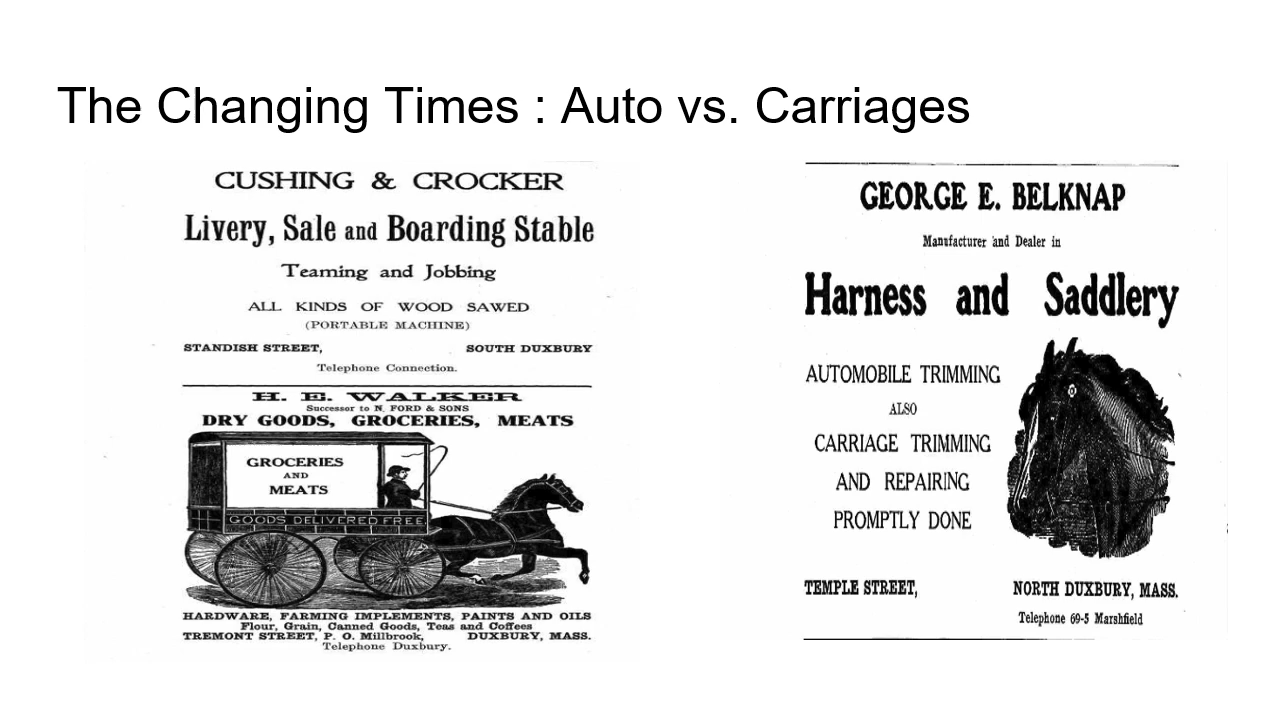 The Changing Times : Auto vs. Carriages
CUSHING & CROCKER
Livery, Sale and Boarding Stable
Teaming and Jobbing
ALL KINDS OF WOOD SAWED
(PORTABLE MACHINE)
STANDISH STREET, SOUTH DUXBURY
Telephone Connection.
H. E. WALKER
Successor to N. FORD & SONS
DRY GOODS, GROCERIES, MEATS
GROCERIES
AND
MEATS
GOODS DELIVERED FREE
HARDWARE, FARMING IMPLEMENTS, PAINTS AND OILS
Flour, Grain, Canned Goods, Teas and Coffees
TREMONT STREET, P. O. Millbrook, DUXBURY, MASS.
Telephone Duxbury.
GEORGE E. BELKNAP
Manufacturer and Dealer in
Harness and Saddlery
AUTOMOBILE TRIMMING
ALSO
CARRIAGE TRIMMING
AND REPAIRING
PROMPTLY DONE
TEMPLE STREET, NORTH DUXBURY, MASS.
Telephone 69-5 Marshfield